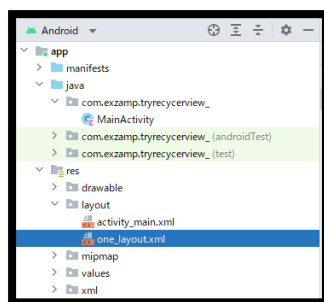 Android
app
manifests
java
com.exzamp.tryrecycerview_
MainActivity
com.exzamp.tryrecycerview_ (androidTest)
com.exzamp.tryrecycerview_ (test)
res
drawable
layout
activity_main.xml
one_layout.xml
mipmap
values
xml